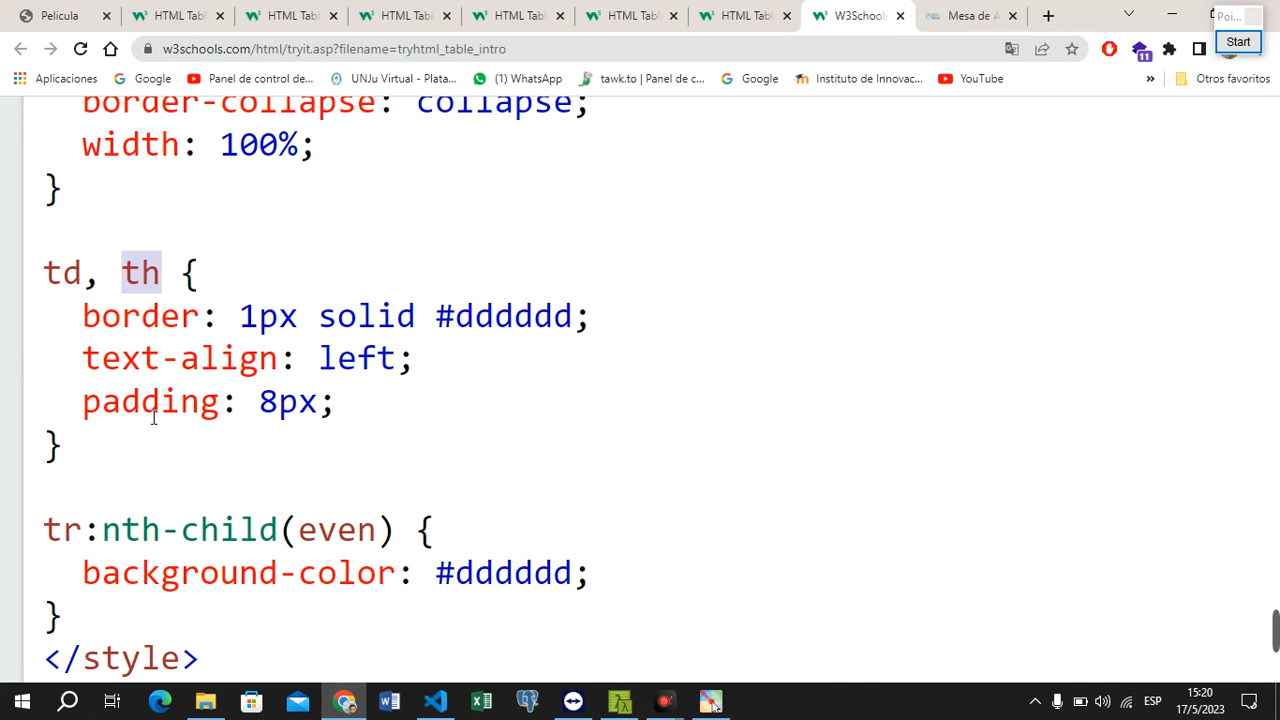 Pelicula
HTML Tab
HTML Tab
HTML Tab
HTML Tab
HTML Tab
HTML Tab
W3Schools
Mesa de A
Poi...
Start
w3schools.com/html/tryit.asp?filename=tryhtml_table_intro
11
Aplicaciones
Google
Panel de control de...
UNJu Virtual - Plata...
(1) WhatsApp
tawk.to | Panel de c...
Google
Instituto de Innovac...
YouTube
»
Otros favoritos
border-collapse: collapse;
width: 100%;
}
td, th {
border: 1px solid #dddddd;
text-align: left;
padding: 8px;
}
tr:nth-child(even) {
background-color: #dddddd;
}
</style>
ESP
15:20
17/5/2023